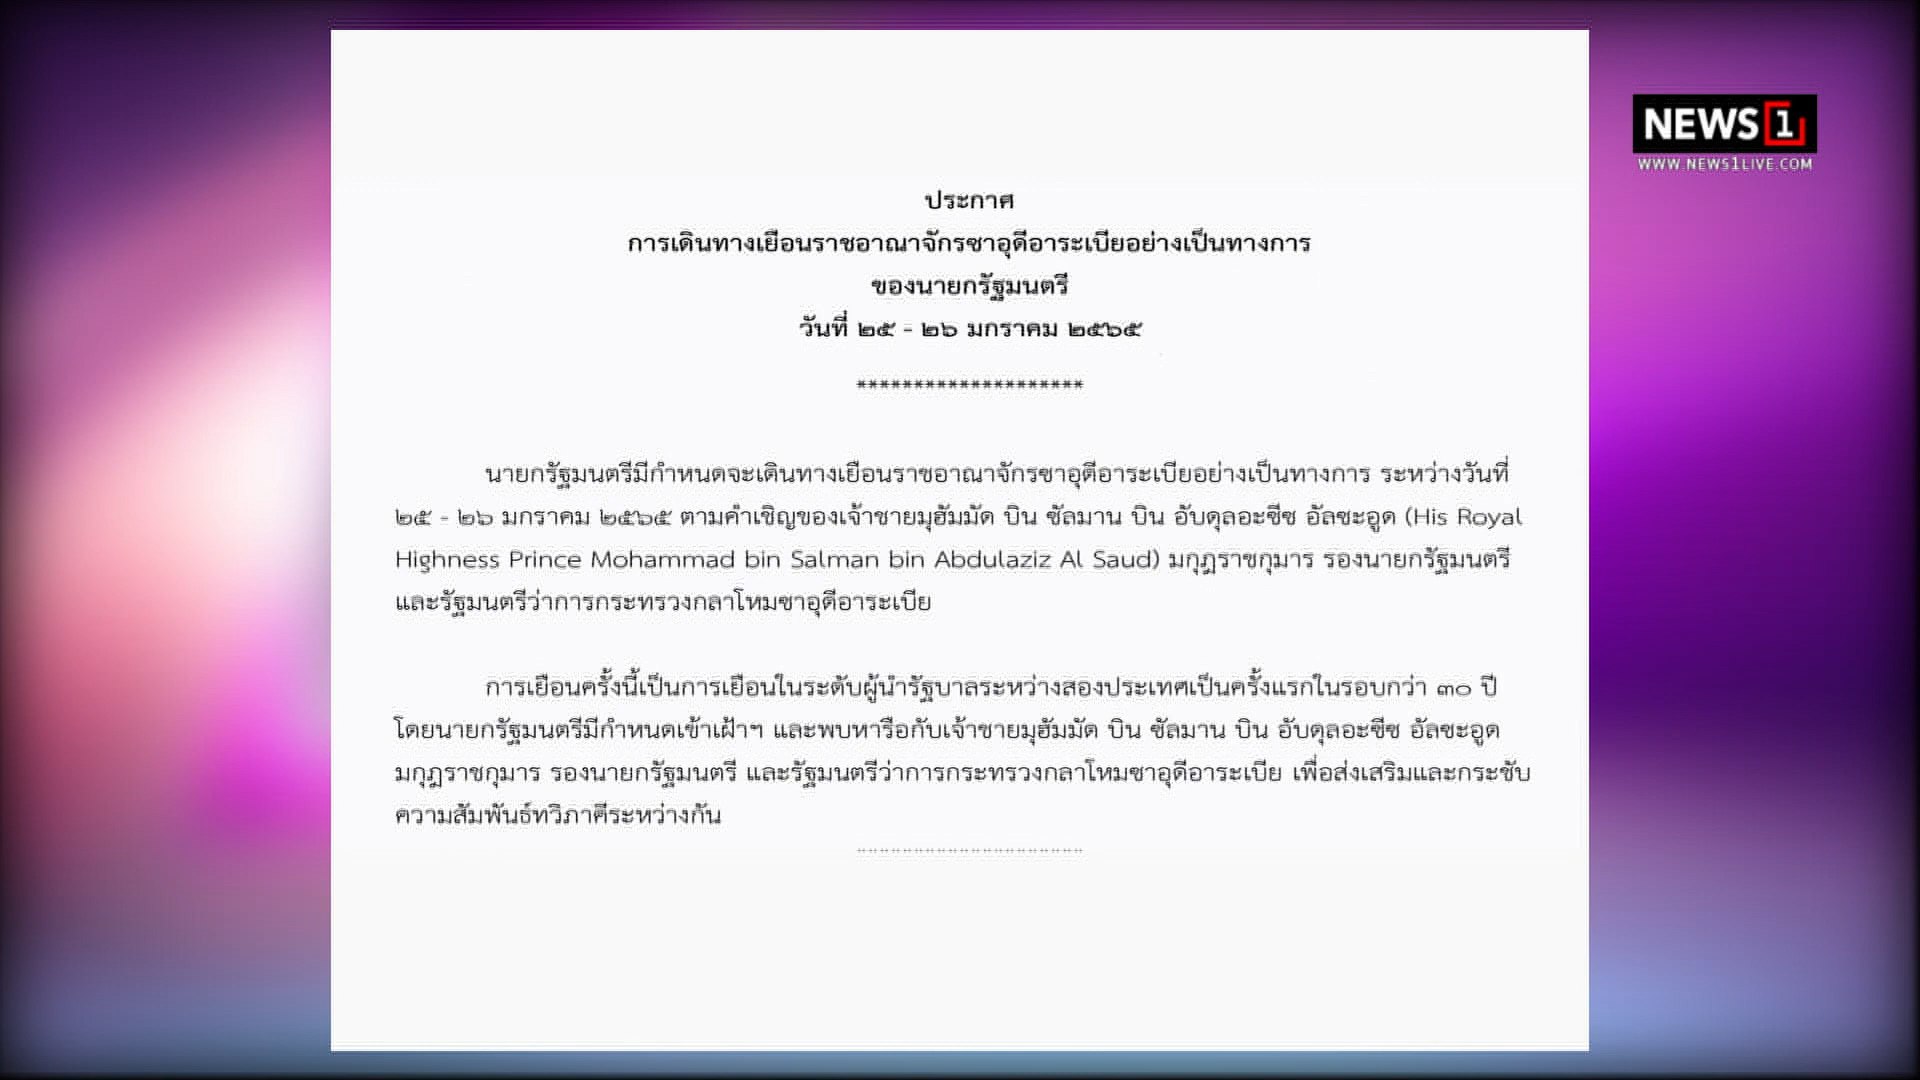 NEWS 1
WWW.NEWS1LIVE.COM
ประกาศ
การเดินทางเยือนราชอาณาจักรซาอุดีอาระเบียอย่างเป็นทางการ
ของนายกรัฐมนตรี
วันที่ ๒๕ - ๒๖ มกราคม ๒๕๖๕
********************
นายกรัฐมนตรีมีกำหนดจะเดินทางเยือนราชอาณาจักรซาอุดีอาระเบียอย่างเป็นทางการ ระหว่างวันที่
๒๕ - ๒๖ มกราคม ๒๕๖๕ ตามคำเชิญของเจ้าชายมุฮัมมัด บิน ซัลมาน บิน อับดุลอะซีซ อัลซะอูด (His Royal
Highness Prince Mohammad bin Salman bin Abdulaziz Al Saud) มกุฎราชกุมาร รองนายกรัฐมนตรี
และรัฐมนตรีว่าการกระทรวงกลาโหมซาอุดีอาระเบีย
การเยือนครั้งนี้เป็นการเยือนในระดับผู้นำรัฐบาลระหว่างสองประเทศเป็นครั้งแรกในรอบกว่า ๓๐ ปี
โดยนายกรัฐมนตรีมีกำหนดเข้าเฝ้าฯ และพบหารือกับเจ้าชายมุฮัมมัด บิน ซัลมาน บิน อับดุลอะซีซ อัลซะอูด
มกุฎราชกุมาร รองนายกรัฐมนตรี และรัฐมนตรีว่าการกระทรวงกลาโหมซาอุดีอาระเบีย เพื่อส่งเสริมและกระชับ
ความสัมพันธ์ทวิภาคีระหว่างกัน